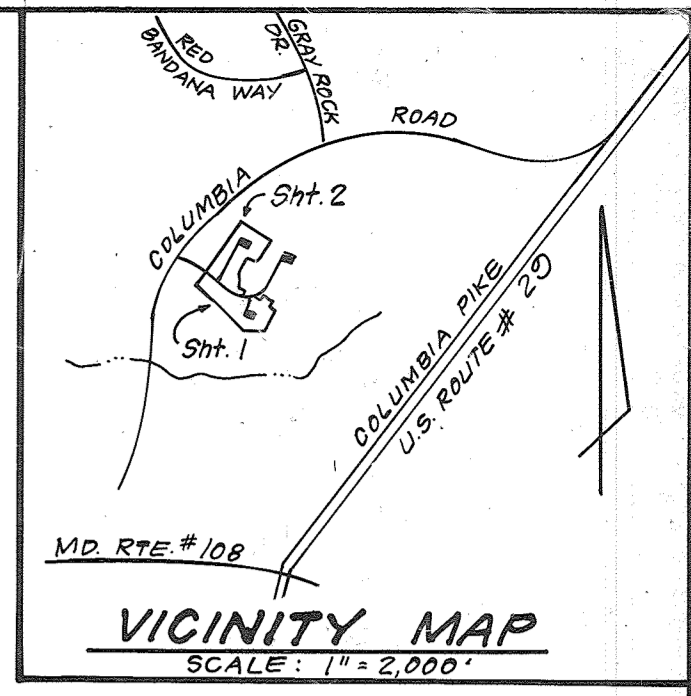 RED
BANDANA WAY
GRAY ROCK
DR.
ROAD
COLUMBIA
Sht. 2
Sht. 1
COLUMBIA PIKE
U.S. ROUTE # 29
MD. RTE. # 108
VICINITY MAP
SCALE: 1" = 2,000'